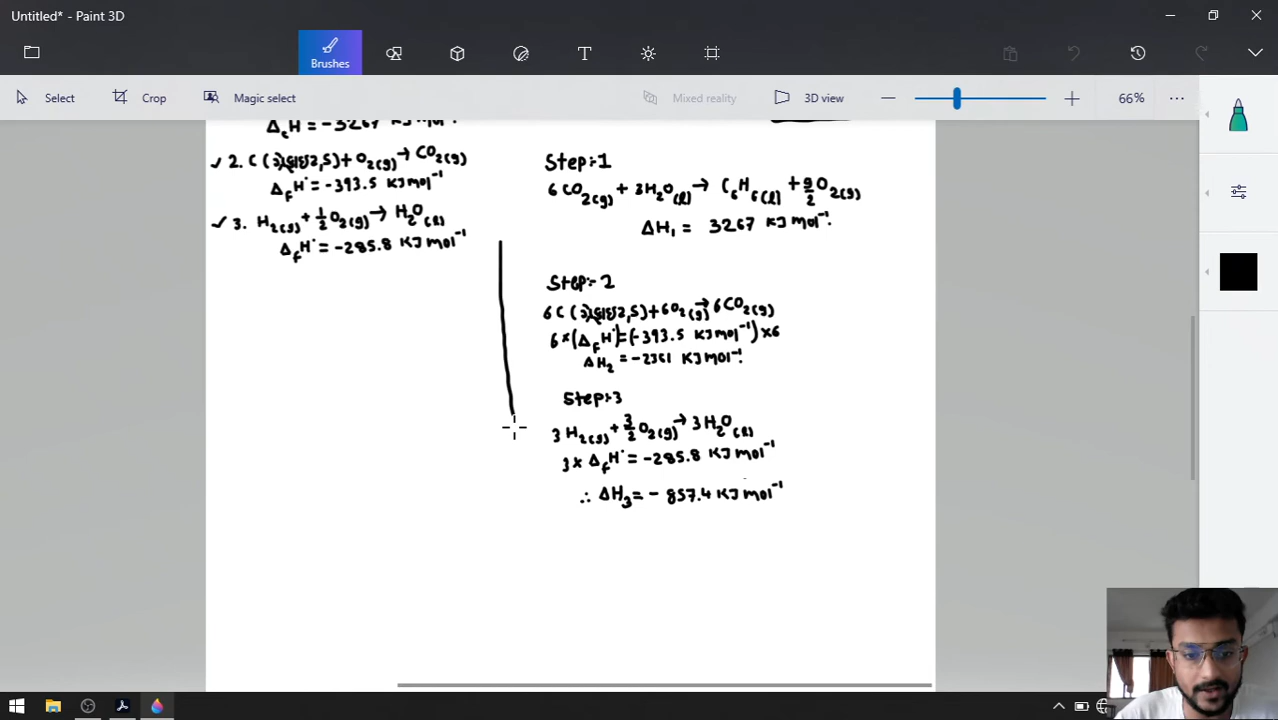 Untitled* - Paint 3D
Brushes
Select
Crop
Magic select
Mixed reality
3D view
66%
ΔcH = -3267 KJ mol⁻¹
✓ 2. C + O₂(g) → CO₂(g)
ΔfH° = -393.5 KJ mol⁻¹
✓ 3. H₂(g) + 1/2 O₂(g) → H₂O(l)
ΔfH° = -285.8 KJ mol⁻¹
Step:-1
6CO₂(g) + 3H₂O(l) → C₆H₆(l) + 9/2 O₂(g)
ΔH₁ = 3267 KJ mol⁻¹.
Step:-2
6C + 6O₂(g) → 6CO₂(g)
6×(ΔfH°) = (-393.5 KJ mol⁻¹)×6
ΔH₂ = -2361 KJ mol⁻¹.
Step:-3
3H₂(g) + 3/2 O₂(g) → 3H₂O(l)
3× ΔfH° = -285.8 KJ mol⁻¹
∴ ΔH₃ = - 857.4 KJ mol⁻¹